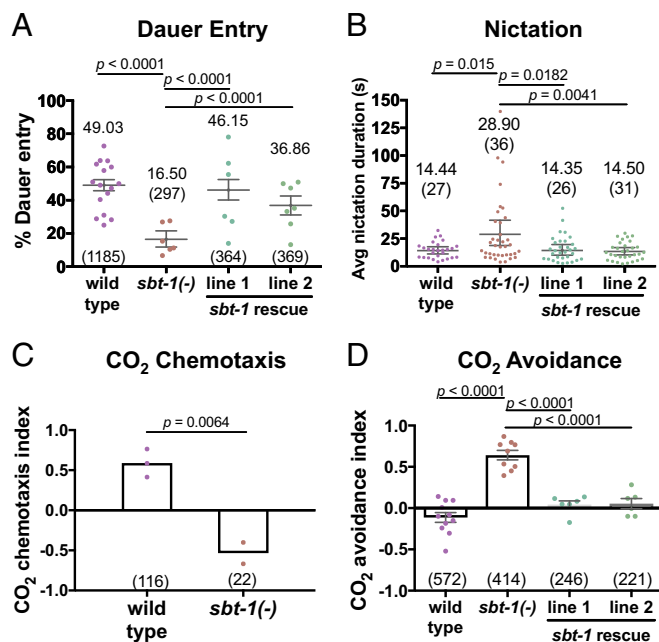 A Dauer Entry
p < 0.0001
p < 0.0001
p < 0.0001
% Dauer entry
100
80
60
40
20
0
49.03
16.50
46.15
36.86
(1185)
(297)
(364)
(369)
wild type
sbt-1(-)
line 1
line 2
sbt-1 rescue
B Nictation
p = 0.015
p = 0.0182
p = 0.0041
Avg nictation duration (s)
150
125
100
75
50
25
0
14.44
(27)
28.90
(36)
14.35
(26)
14.50
(31)
wild type
sbt-1(-)
line 1
line 2
sbt-1 rescue
C CO₂ Chemotaxis
p = 0.0064
CO₂ chemotaxis index
1.0
0.5
0.0
-0.5
-1.0
(116)
(22)
wild type
sbt-1(-)
D CO₂ Avoidance
p < 0.0001
p < 0.0001
p < 0.0001
CO₂ avoidance index
1.0
0.5
0.0
-0.5
-1.0
(572)
(414)
(246)
(221)
wild type
sbt-1(-)
line 1
line 2
sbt-1 rescue